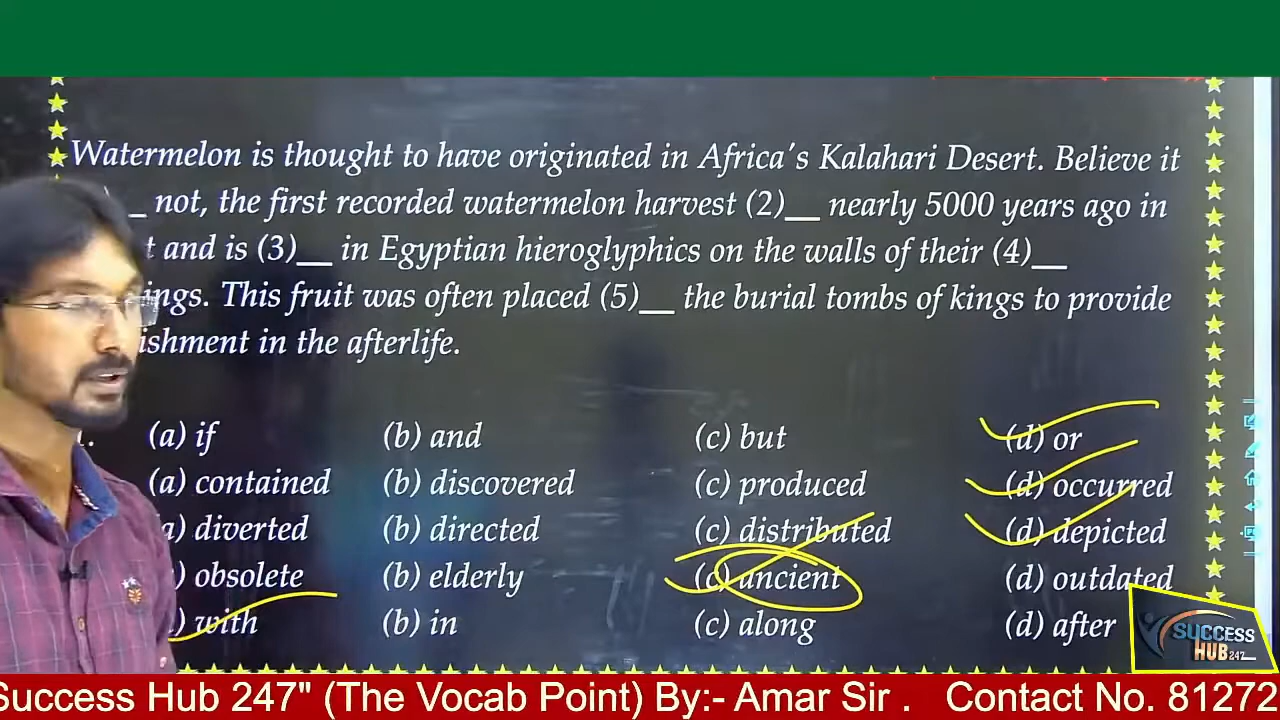 Watermelon is thought to have originated in Africa's Kalahari Desert. Believe it
_ not, the first recorded watermelon harvest (2)__ nearly 5000 years ago in
t and is (3)__ in Egyptian hieroglyphics on the walls of their (4)__
ings. This fruit was often placed (5)__ the burial tombs of kings to provide
ishment in the afterlife.
1. (a) if (b) and (c) but (d) or
(a) contained (b) discovered (c) produced (d) occurred
a) diverted (b) directed (c) distributed (d) depicted
) obsolete (b) elderly (c) ancient (d) outdated
) with (b) in (c) along (d) after
SUCCESS
HUB 247
Success Hub 247" (The Vocab Point) By:- Amar Sir . Contact No. 81272